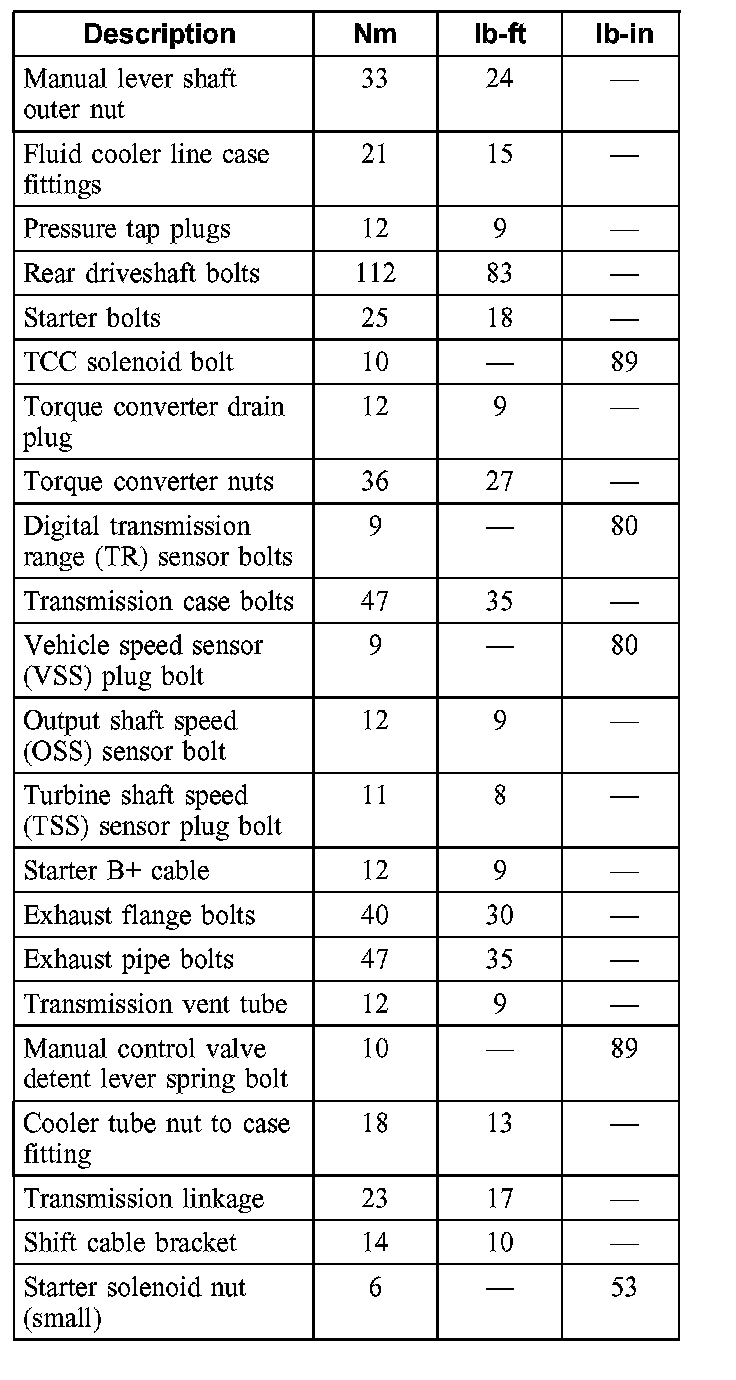 Description Nm lb-ft lb-in
Manual lever shaft 33 24 —
outer nut
Fluid cooler line case 21 15 —
fittings
Pressure tap plugs 12 9 —
Rear driveshaft bolts 112 83 —
Starter bolts 25 18 —
TCC solenoid bolt 10 — 89
Torque converter drain 12 9 —
plug
Torque converter nuts 36 27 —
Digital transmission 9 — 80
range (TR) sensor bolts
Transmission case bolts 47 35 —
Vehicle speed sensor 9 — 80
(VSS) plug bolt
Output shaft speed 12 9 —
(OSS) sensor bolt
Turbine shaft speed 11 8 —
(TSS) sensor plug bolt
Starter B+ cable 12 9 —
Exhaust flange bolts 40 30 —
Exhaust pipe bolts 47 35 —
Transmission vent tube 12 9 —
Manual control valve 10 — 89
detent lever spring bolt
Cooler tube nut to case 18 13 —
fitting
Transmission linkage 23 17 —
Shift cable bracket 14 10 —
Starter solenoid nut 6 — 53
(small)